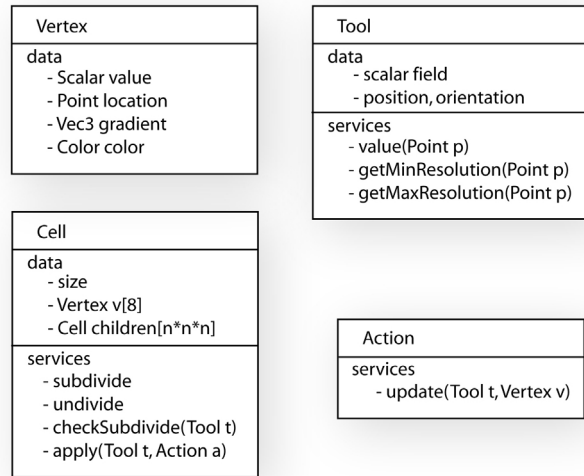 Vertex
data
- Scalar value
- Point location
- Vec3 gradient
- Color color
Tool
data
- scalar field
- position, orientation
services
- value(Point p)
- getMinResolution(Point p)
- getMaxResolution(Point p)
Cell
data
- size
- Vertex v[8]
- Cell children[n*n*n]
services
- subdivide
- undivide
- checkSubdivide(Tool t)
- apply(Tool t, Action a)
Action
services
- update(Tool t, Vertex v)